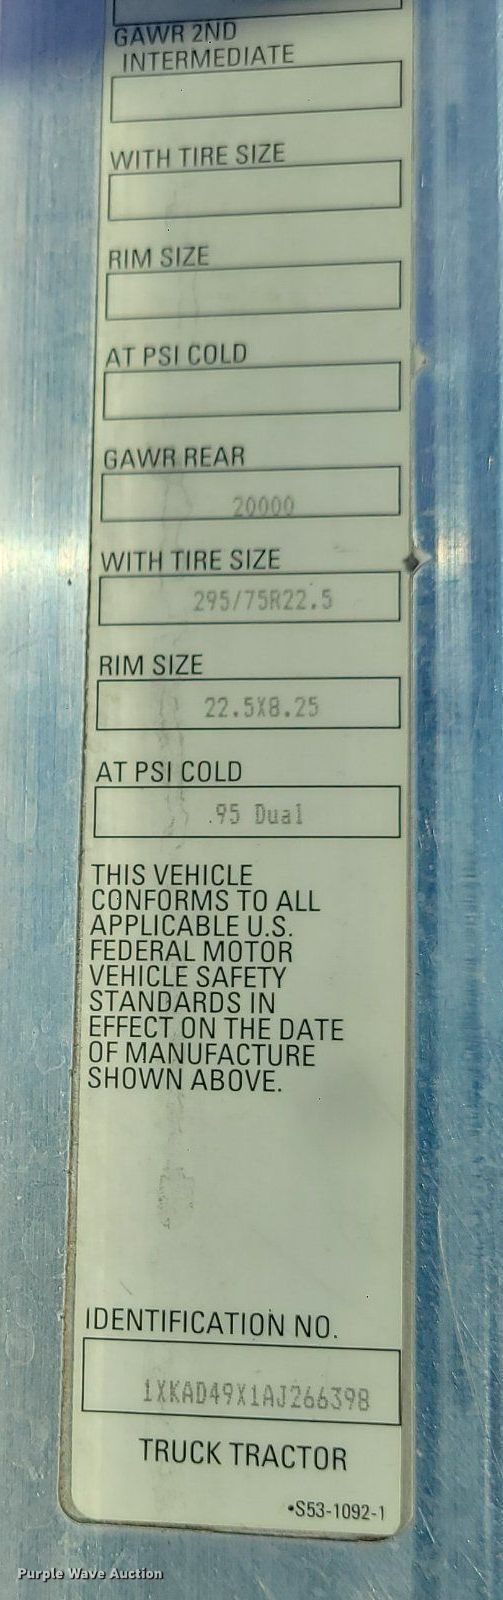 GAWR 2ND
INTERMEDIATE
WITH TIRE SIZE
RIM SIZE
AT PSI COLD
GAWR REAR
20000
WITH TIRE SIZE
295/75R22.5
RIM SIZE
22.5X8.25
AT PSI COLD
.95 Dual
THIS VEHICLE
CONFORMS TO ALL
APPLICABLE U.S.
FEDERAL MOTOR
VEHICLE SAFETY
STANDARDS IN
EFFECT ON THE DATE
OF MANUFACTURE
SHOWN ABOVE.
IDENTIFICATION NO.
1XKAD49X1AJ266398
TRUCK TRACTOR
•S53-1092-1
Purple Wave Auction